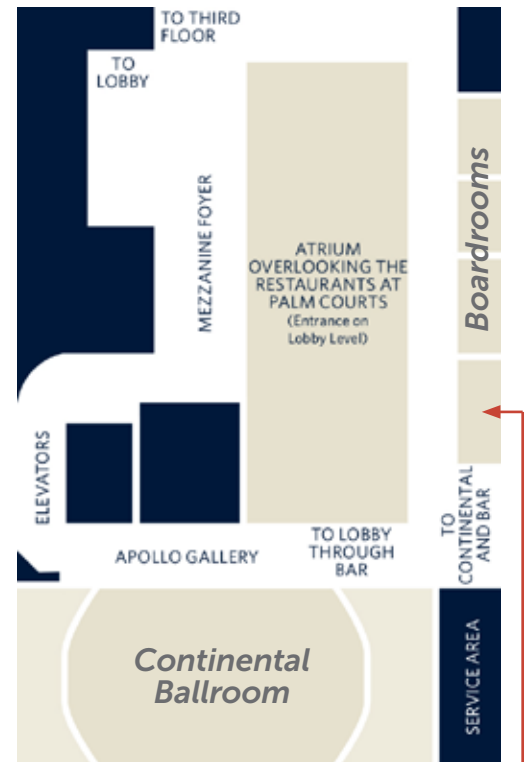 TO THIRD
FLOOR
TO
LOBBY
MEZZANINE FOYER
ATRIUM
OVERLOOKING THE
RESTAURANTS AT
PALM COURTS
(Entrance on
Lobby Level)
Boardrooms
ELEVATORS
APOLLO GALLERY
TO LOBBY
THROUGH
BAR
TO
CONTINENTAL
AND BAR
Continental
Ballroom
SERVICE AREA